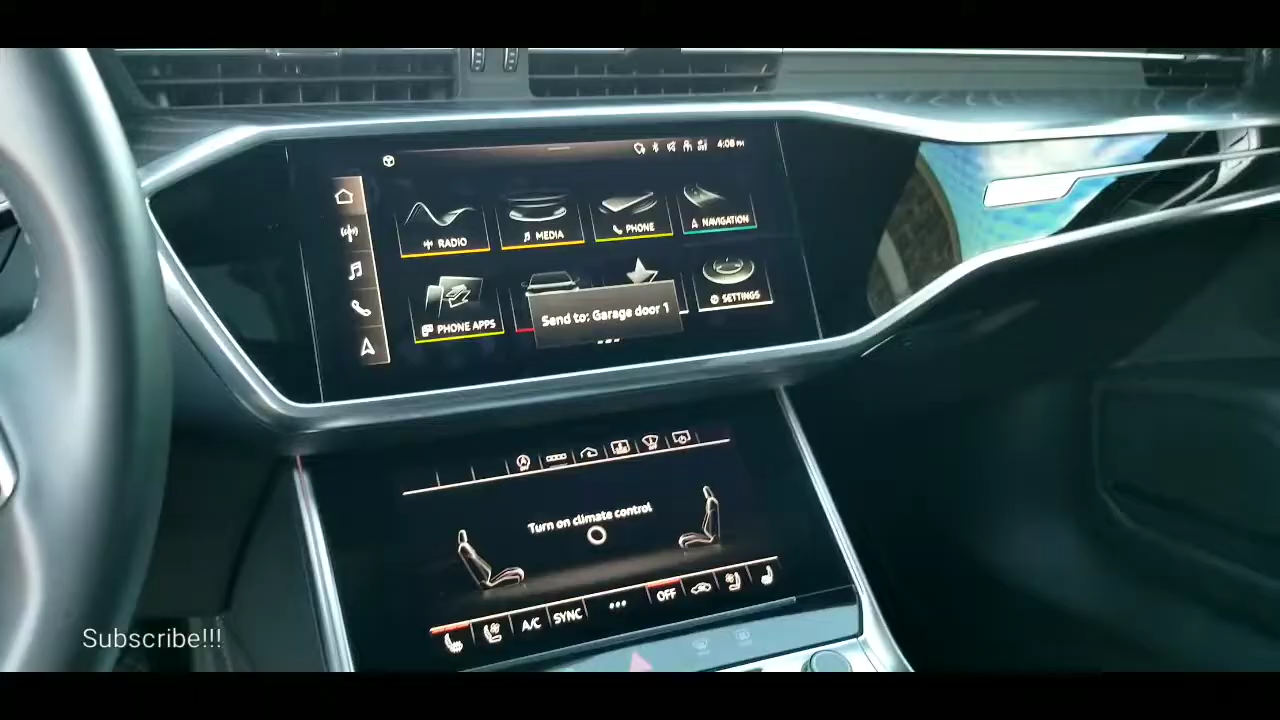 4:08 PM
RADIO
MEDIA
PHONE
NAVIGATION
PHONE APPS
SETTINGS
Send to: Garage door 1
Turn on climate control
A/C
SYNC
OFF
Subscribe!!!